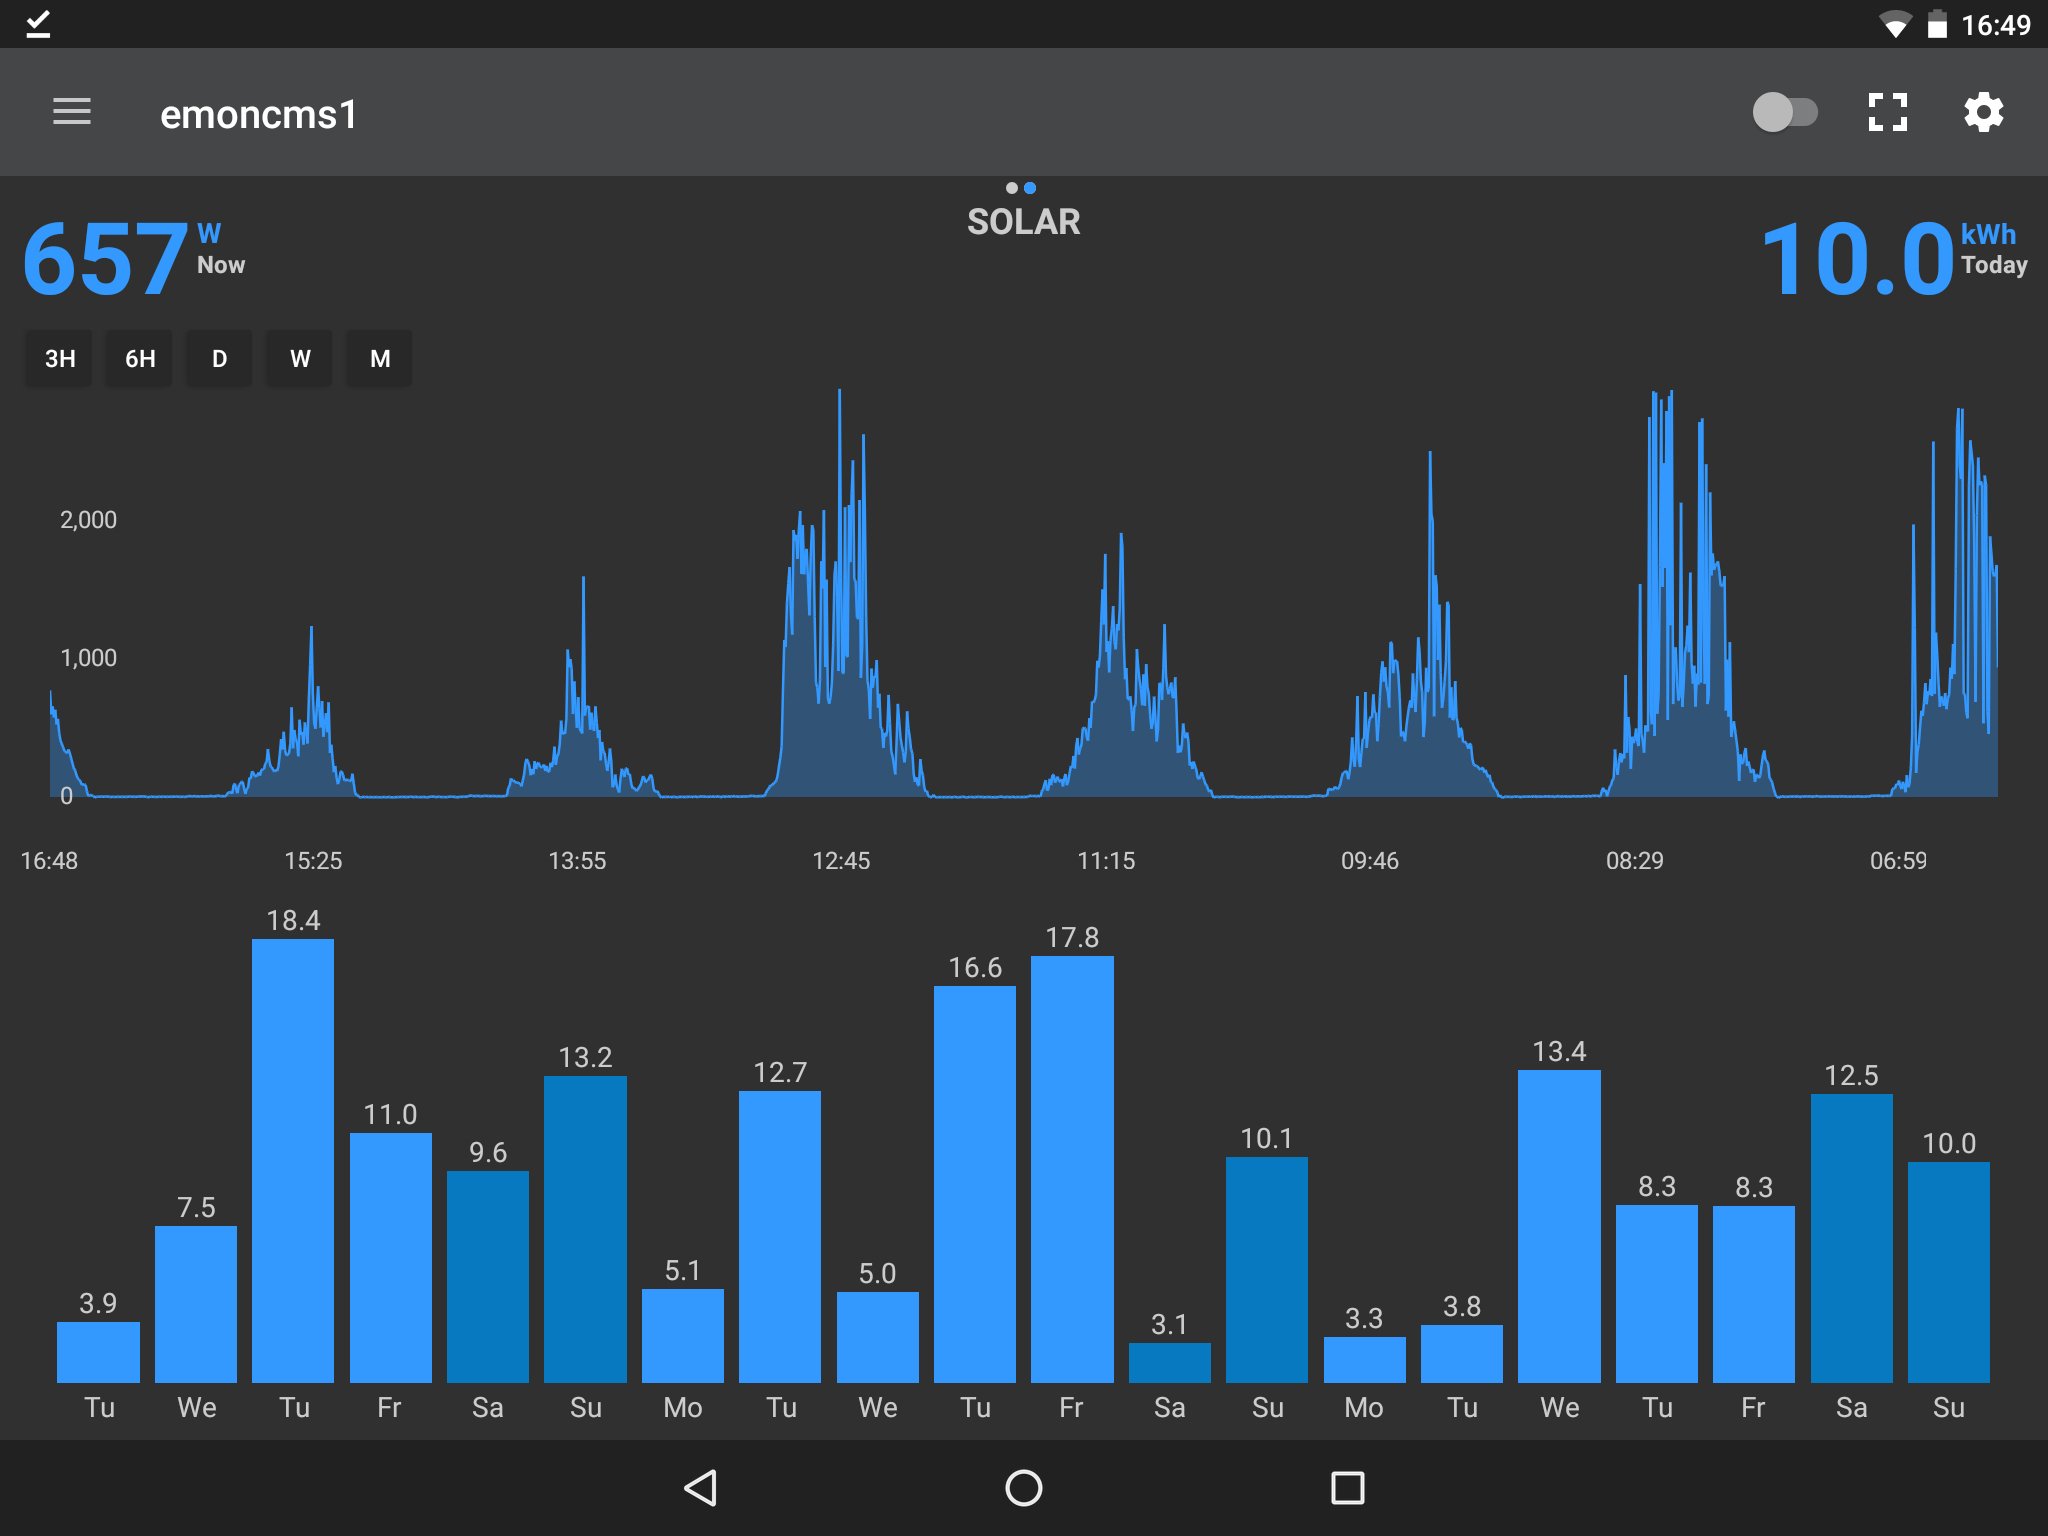 16:49
emoncms1
SOLAR
657 W Now
10.0 kWh Today
3H 6H D W M
2,000
1,000
0
16:48 15:25 13:55 12:45 11:15 09:46 08:29 06:59
3.9 7.5 18.4 11.0 9.6 13.2 5.1 12.7 5.0 16.6 17.8 3.1 10.1 3.3 3.8 13.4 8.3 8.3 12.5 10.0
Tu We Tu Fr Sa Su Mo Tu We Tu Fr Sa Su Mo Tu We Tu Fr Sa Su